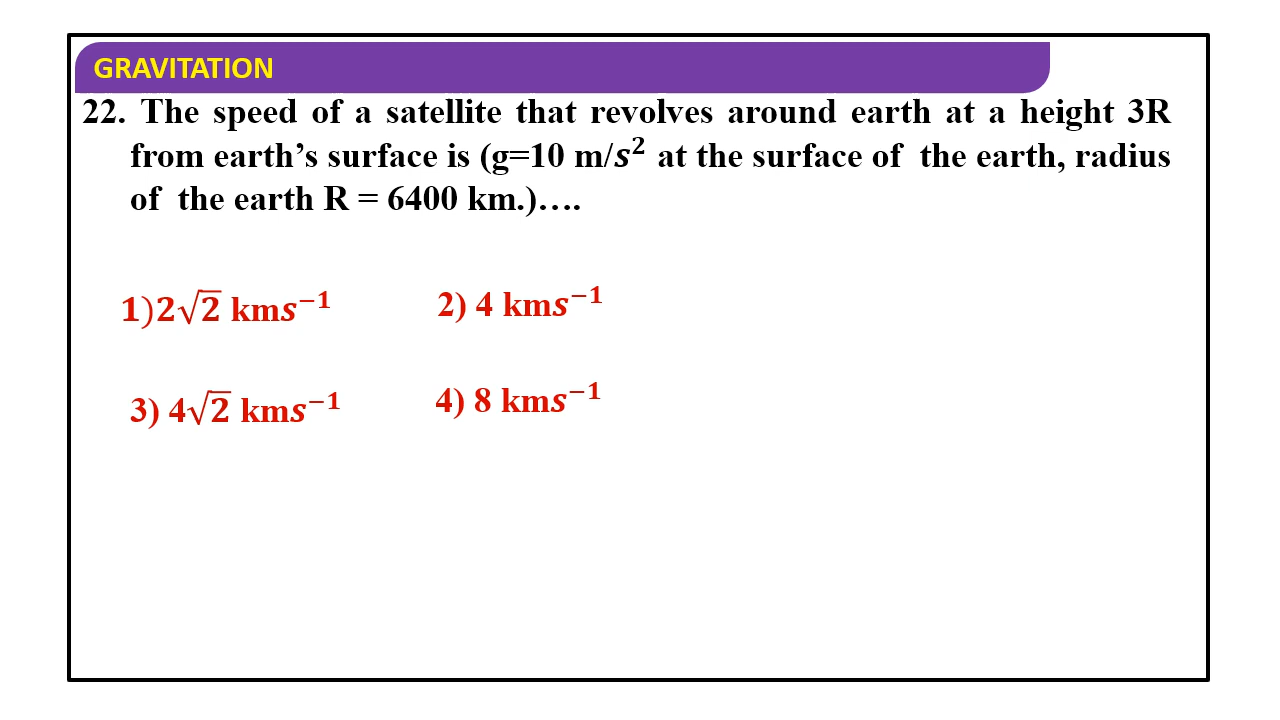 GRAVITATION
22. The speed of a satellite that revolves around earth at a height 3R
from earth’s surface is (g=10 m/s² at the surface of the earth, radius
of the earth R = 6400 km.)….
1)2√2 kms⁻¹ 2) 4 kms⁻¹
3) 4√2 kms⁻¹ 4) 8 kms⁻¹